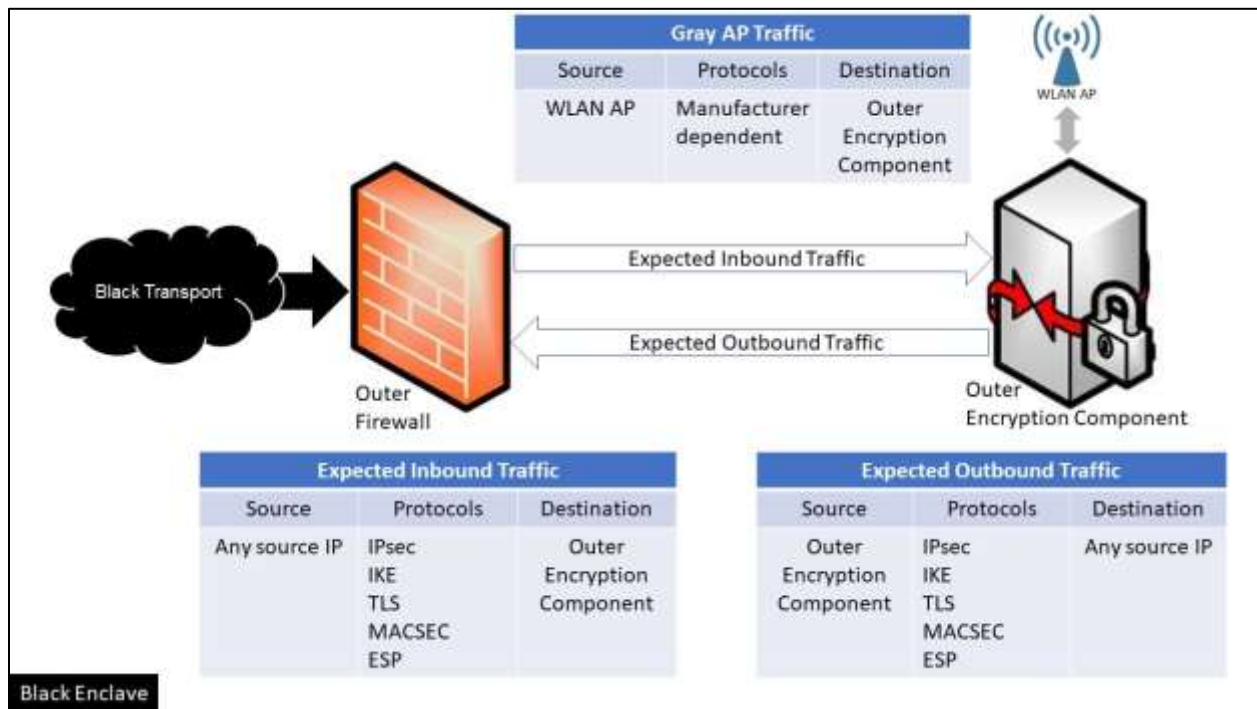 Gray AP Traffic
Source Protocols Destination
WLAN AP Manufacturer Outer
dependent Encryption
Component
WLAN AP
Black Transport
Expected Inbound Traffic
Expected Outbound Traffic
Outer
Firewall
Outer
Encryption Component
Expected Inbound Traffic
Source Protocols Destination
Any source IP IPsec Outer
IKE Encryption
TLS Component
MACSEC
ESP
Expected Outbound Traffic
Source Protocols Destination
Outer IPsec Any source IP
Encryption IKE
Component TLS
MACSEC
ESP
Black Enclave